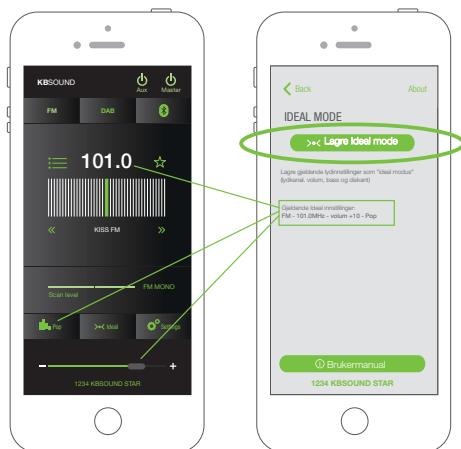 KBSOUND
Aux
Master
FM
DAB
101.0
KISS FM
Scan level
FM MONO
Pop
Ideal
Settings
- +
1234 KBSOUND STAR
Back
About
IDEAL MODE
Lagre Ideal mode
Lagre gjeldende lydinnstillinger som "ideal modus"
(lydkanal. volum, bass og diskant)
Gjeldende Ideal innstillinger:
FM - 101.0MHz - volum +10 - Pop
Brukermanual
1234 KBSOUND STAR